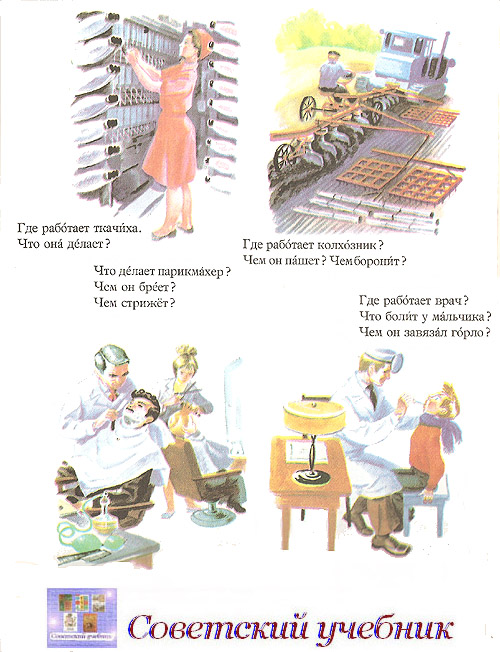 Где рабо́тает ткачи́ха.
Что она́ де́лает?
Где рабо́тает колхо́зник?
Чем он па́шет? Чем борони́т?
Что де́лает парикма́хер?
Чем он бре́ет?
Чем стрижёт?
Где рабо́тает врач?
Что боли́т у ма́льчика?
Чем он завяза́л го́рло?
Советский учебник
Советский учебник